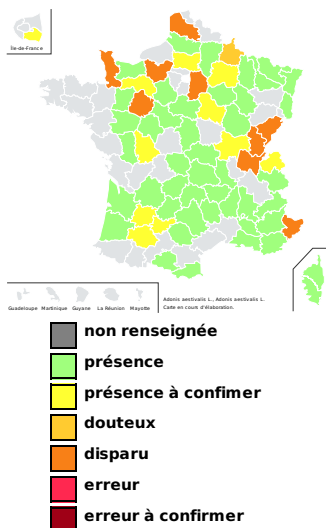 Île-de-France
Guadeloupe Martinique Guyane La Réunion Mayotte
Adonis aestivalis L., Adonis aestivalis L.
Carte en cours d'élaboration.
non renseignée
présence
présence à confimer
douteux
disparu
erreur
erreur à confirmer